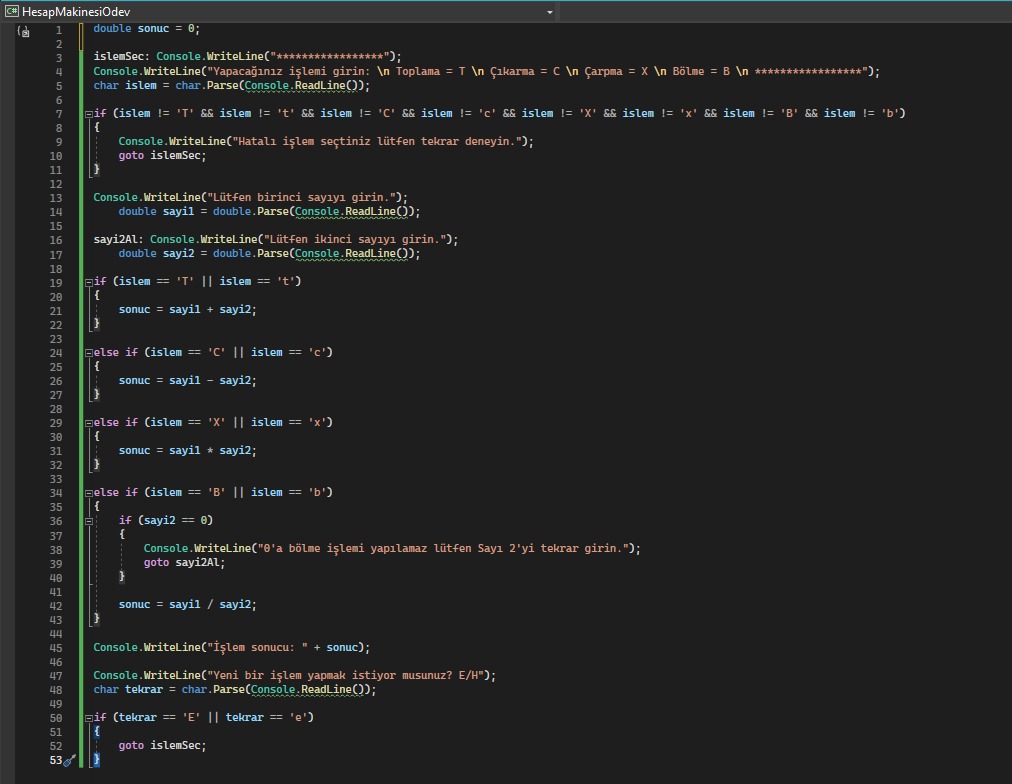 C# HesapMakinesiOdev
1 double sonuc = 0;
2
3 islemSec: Console.WriteLine("*****************");
4 Console.WriteLine("Yapacağınız işlemi girin: \n Toplama = T \n Çıkarma = C \n Çarpma = X \n Bölme = B \n *****************");
5 char islem = char.Parse(Console.ReadLine());
6
7 if (islem != 'T' && islem != 't' && islem != 'C' && islem != 'c' && islem != 'X' && islem != 'x' && islem != 'B' && islem != 'b')
8 {
9 Console.WriteLine("Hatalı işlem seçtiniz lütfen tekrar deneyin.");
10 goto islemSec;
11 }
12
13 Console.WriteLine("Lütfen birinci sayıyı girin.");
14 double sayi1 = double.Parse(Console.ReadLine());
15
16 sayi2Al: Console.WriteLine("Lütfen ikinci sayıyı girin.");
17 double sayi2 = double.Parse(Console.ReadLine());
18
19 if (islem == 'T' || islem == 't')
20 {
21 sonuc = sayi1 + sayi2;
22 }
23
24 else if (islem == 'C' || islem == 'c')
25 {
26 sonuc = sayi1 - sayi2;
27 }
28
29 else if (islem == 'X' || islem == 'x')
30 {
31 sonuc = sayi1 * sayi2;
32 }
33
34 else if (islem == 'B' || islem == 'b')
35 {
36 if (sayi2 == 0)
37 {
38 Console.WriteLine("0'a bölme işlemi yapılamaz lütfen Sayı 2'yi tekrar girin.");
39 goto sayi2Al;
40 }
41
42 sonuc = sayi1 / sayi2;
43 }
44
45 Console.WriteLine("İşlem sonucu: " + sonuc);
46
47 Console.WriteLine("Yeni bir işlem yapmak istiyor musunuz? E/H");
48 char tekrar = char.Parse(Console.ReadLine());
49
50 if (tekrar == 'E' || tekrar == 'e')
51 {
52 goto islemSec;
53 }